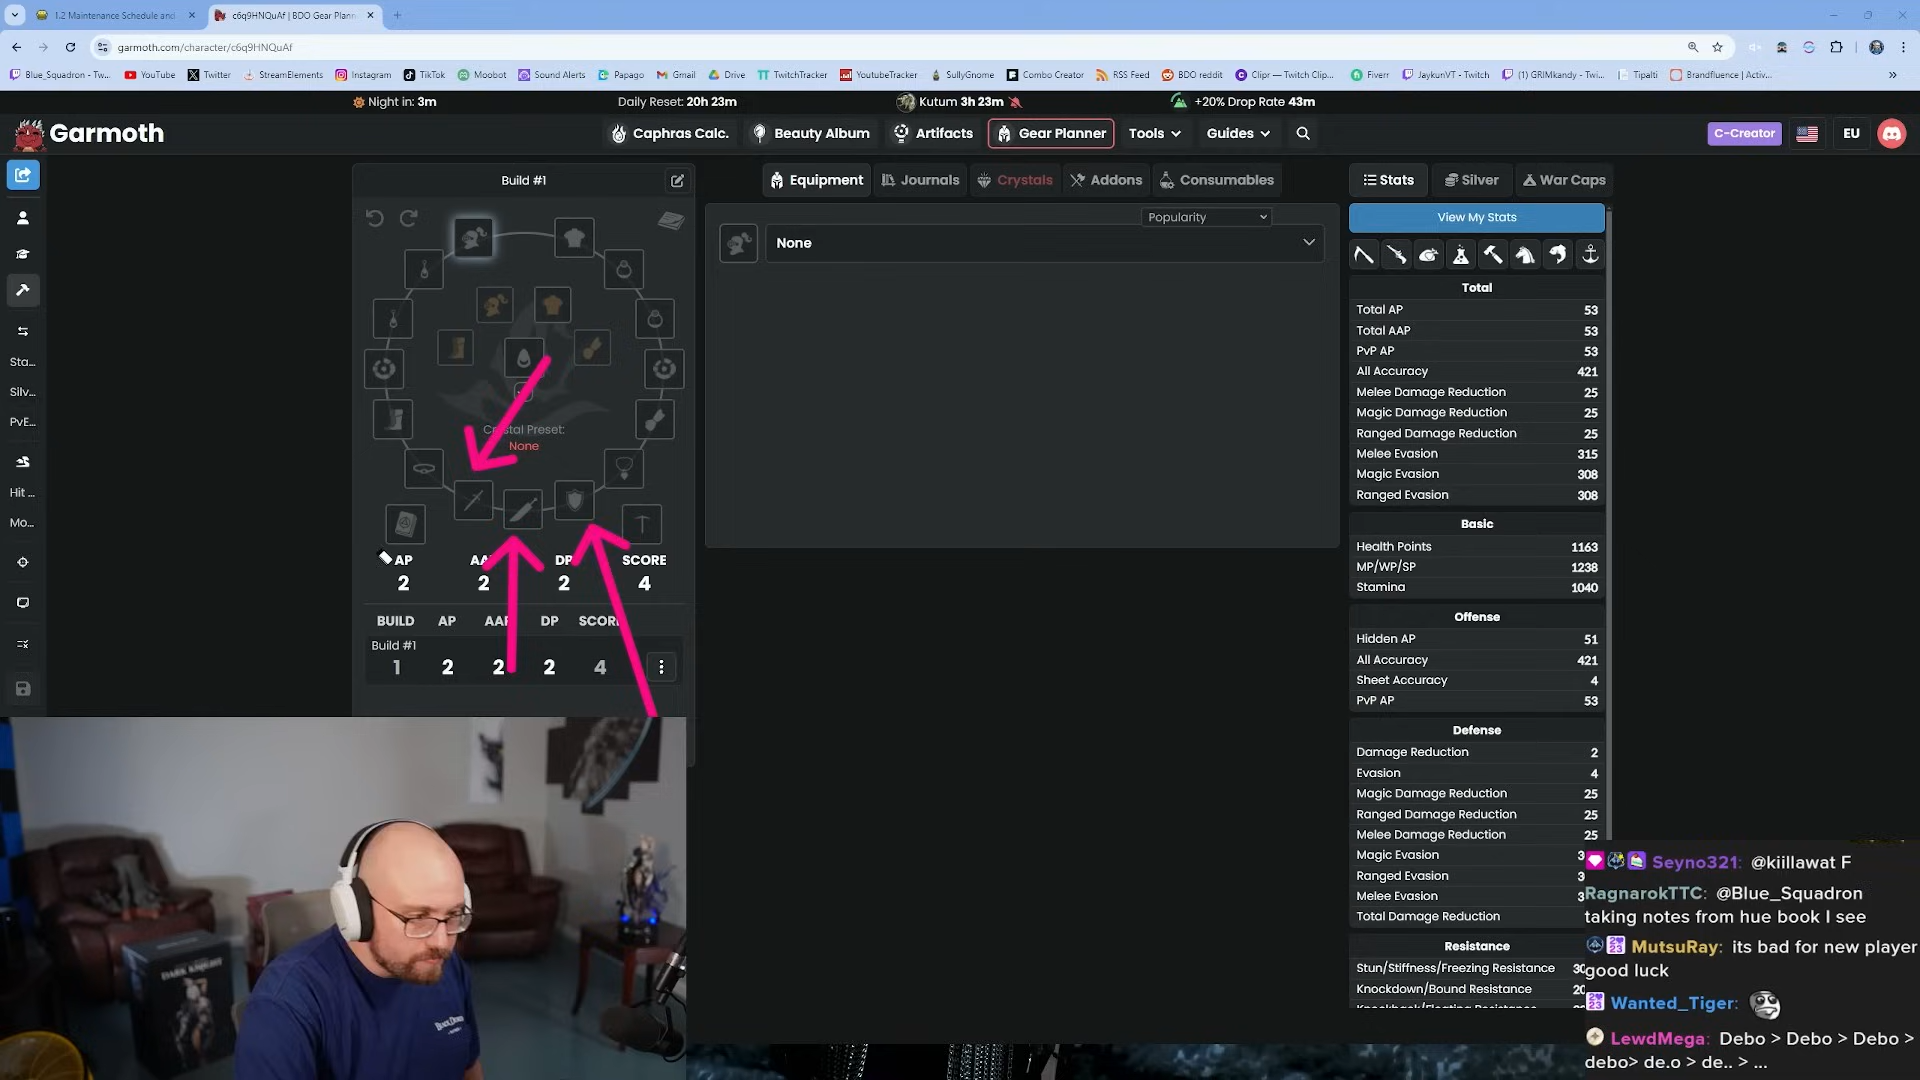 1.2 Maintenance Schedule and
c6q9HNQuAf | BDO Gear Plann
garmoth.com/character/c6q9HNQuAf
Blue_Squadron - Tw...
YouTube
Twitter
StreamElements
Instagram
TikTok
Moobot
Sound Alerts
Papago
Gmail
Drive
TwitchTracker
YoutubeTracker
SullyGnome
Combo Creator
RSS Feed
BDO reddit
Clipr — Twitch Clip...
Fiverr
JaykunVT - Twitch
(1) GRIMkandy - Twi...
Tipalti
Brandfluence | Activ...
Night in: 3m
Daily Reset: 20h 23m
Kutum 3h 23m
+20% Drop Rate 43m
Garmoth
Caphras Calc.
Beauty Album
Artifacts
Gear Planner
Tools
Guides
C-Creator
EU
Sta...
Silv...
PvE...
Hit ...
Mo...
Build #1
Crystal Preset:
None
AP
DP
SCORE
2
2
2
4
BUILD AP AAP DP SCORE
Build #1
1 2 2 2 4
Equipment
Journals
Crystals
Addons
Consumables
Popularity
None
Stats
Silver
War Caps
View My Stats
Total
Total AP 53
Total AAP 53
PvP AP 53
All Accuracy 421
Melee Damage Reduction 25
Magic Damage Reduction 25
Ranged Damage Reduction 25
Melee Evasion 315
Magic Evasion 308
Ranged Evasion 308
Basic
Health Points 1163
MP/WP/SP 1238
Stamina 1040
Offense
Hidden AP 51
All Accuracy 421
Sheet Accuracy 4
PvP AP 53
Defense
Damage Reduction 2
Evasion 4
Magic Damage Reduction 25
Ranged Damage Reduction 25
Melee Damage Reduction 25
Magic Evasion 3
Ranged Evasion 3
Melee Evasion 3
Total Damage Reduction
Resistance
Stun/Stiffness/Freezing Resistance 30
Knockdown/Bound Resistance 20
Seyno321: @kiillawat F
RagnarokTTC: @Blue_Squadron
taking notes from hue book I see
MutsuRay: its bad for new player
good luck
Wanted_Tiger:
LewdMega: Debo > Debo > Debo >
debo> de.o > de.. > ...
DARK KNIGHT